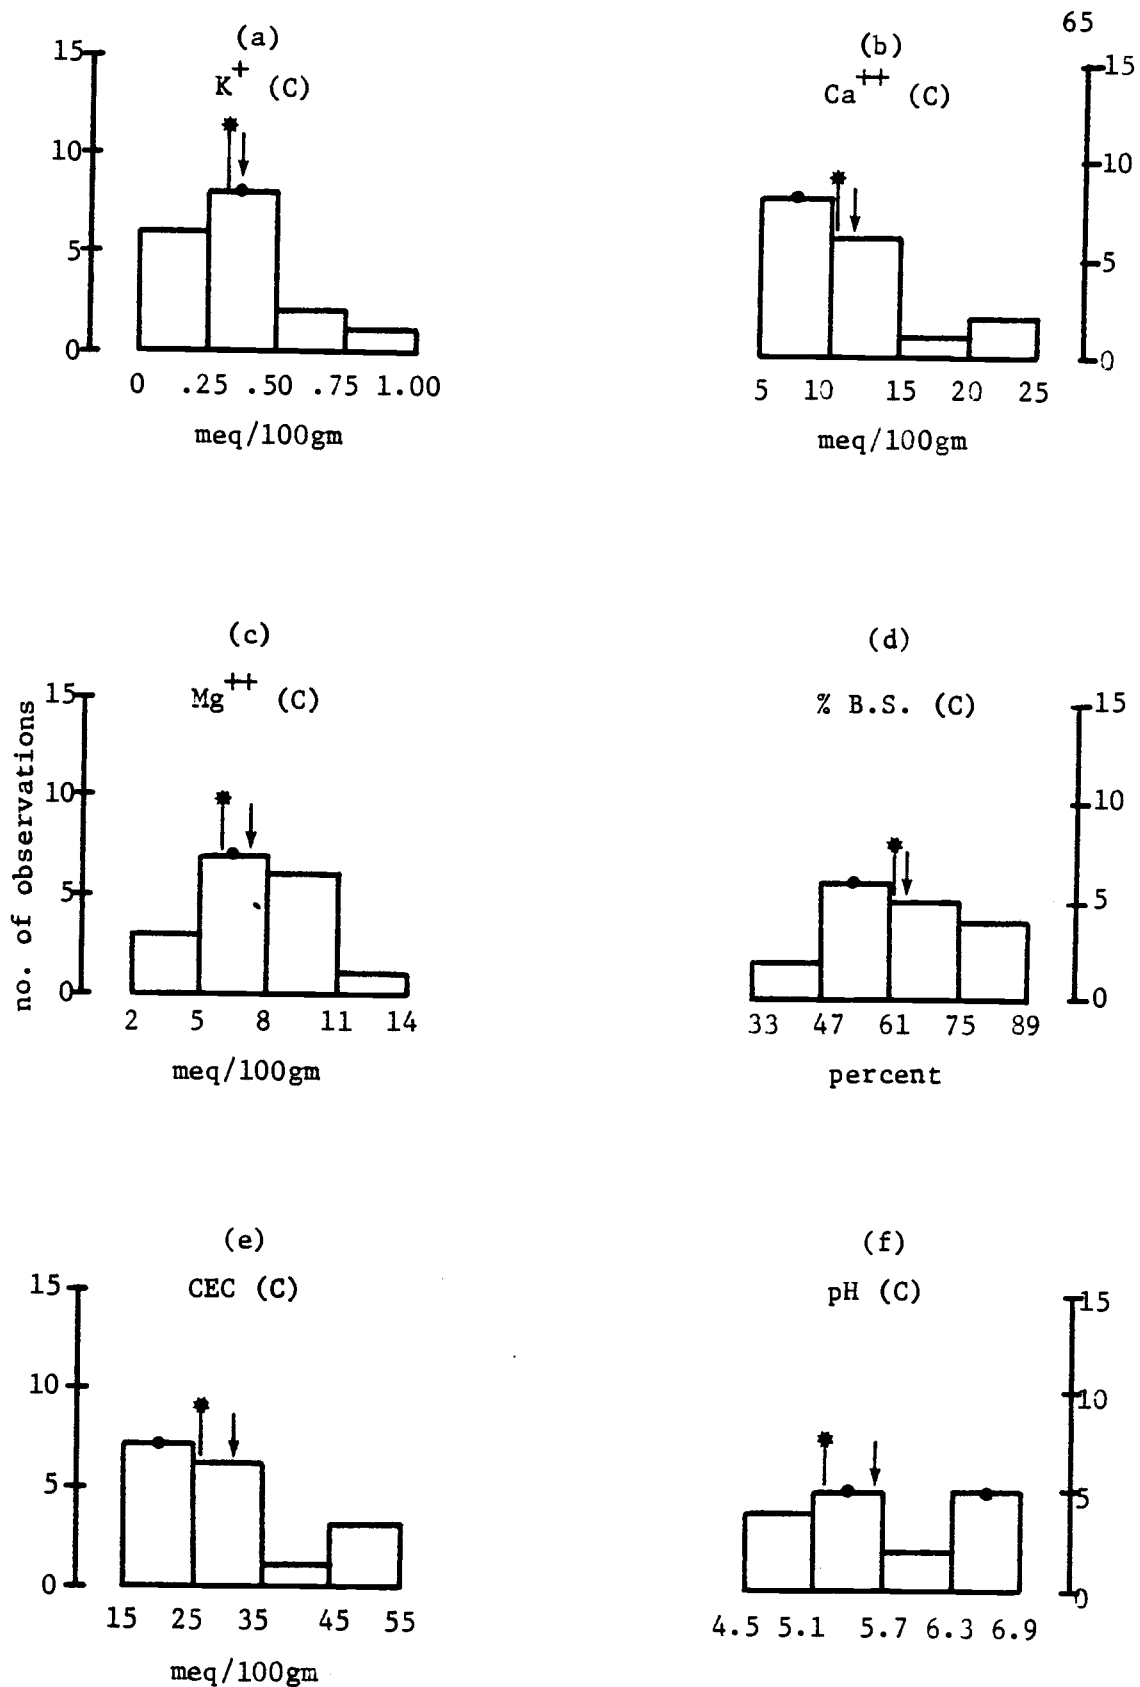 65
(a)
K+ (C)
15
10
5
0
0 .25 .50 .75 1.00
meq/100gm
(b)
Ca++ (C)
15
10
5
0
5 10 15 20 25
meq/100gm
(c)
Mg++ (C)
no. of observations
15
10
5
0
2 5 8 11 14
meq/100gm
(d)
% B.S. (C)
15
10
5
0
33 47 61 75 89
percent
(e)
CEC (C)
15
10
5
0
15 25 35 45 55
meq/100gm
(f)
pH (C)
15
10
5
0
4.5 5.1 5.7 6.3 6.9